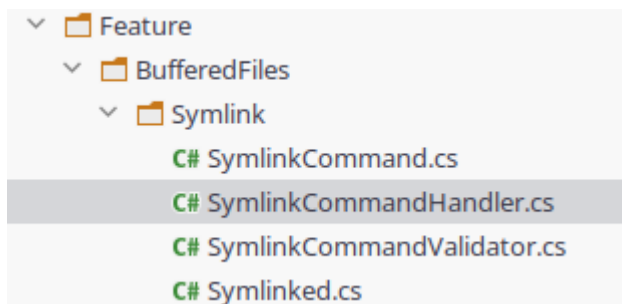 Feature
BufferedFiles
Symlink
C# SymlinkCommand.cs
C# SymlinkCommandHandler.cs
C# SymlinkCommandValidator.cs
C# Symlinked.cs